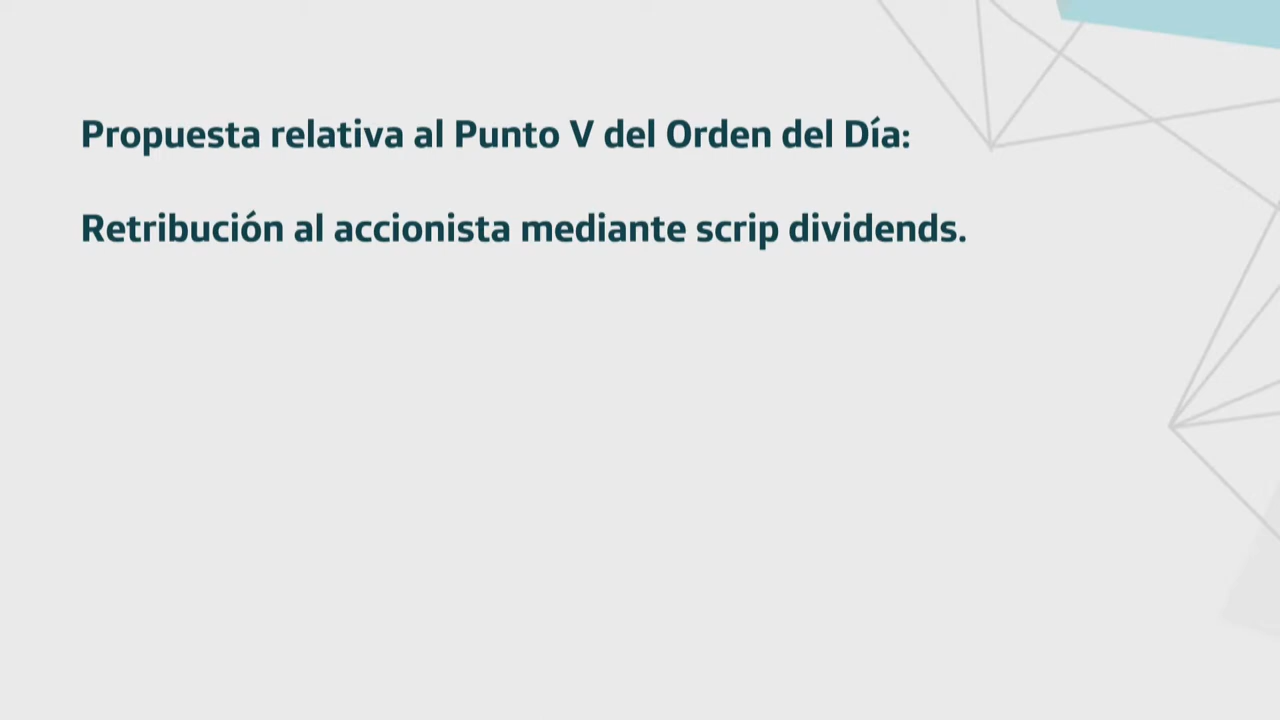 Propuesta relativa al Punto V del Orden del Día:
Retribución al accionista mediante scrip dividends.